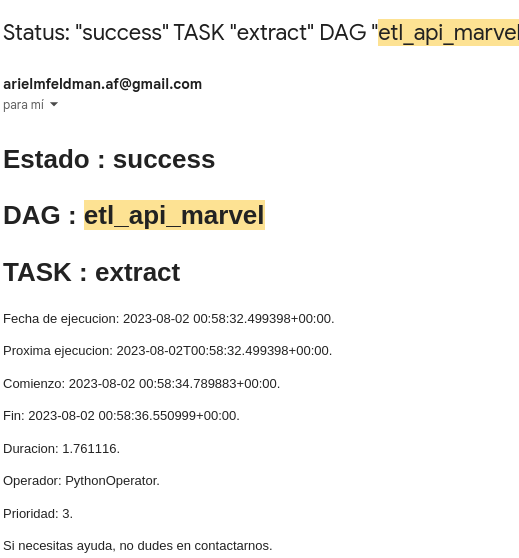 Status: "success" TASK "extract" DAG "etl_api_marvel
arielmfeldman.af@gmail.com
para mí
Estado : success
DAG : etl_api_marvel
TASK : extract
Fecha de ejecucion: 2023-08-02 00:58:32.499398+00:00.
Proxima ejecucion: 2023-08-02T00:58:32.499398+00:00.
Comienzo: 2023-08-02 00:58:34.789883+00:00.
Fin: 2023-08-02 00:58:36.550999+00:00.
Duracion: 1.761116.
Operador: PythonOperator.
Prioridad: 3.
Si necesitas ayuda, no dudes en contactarnos.